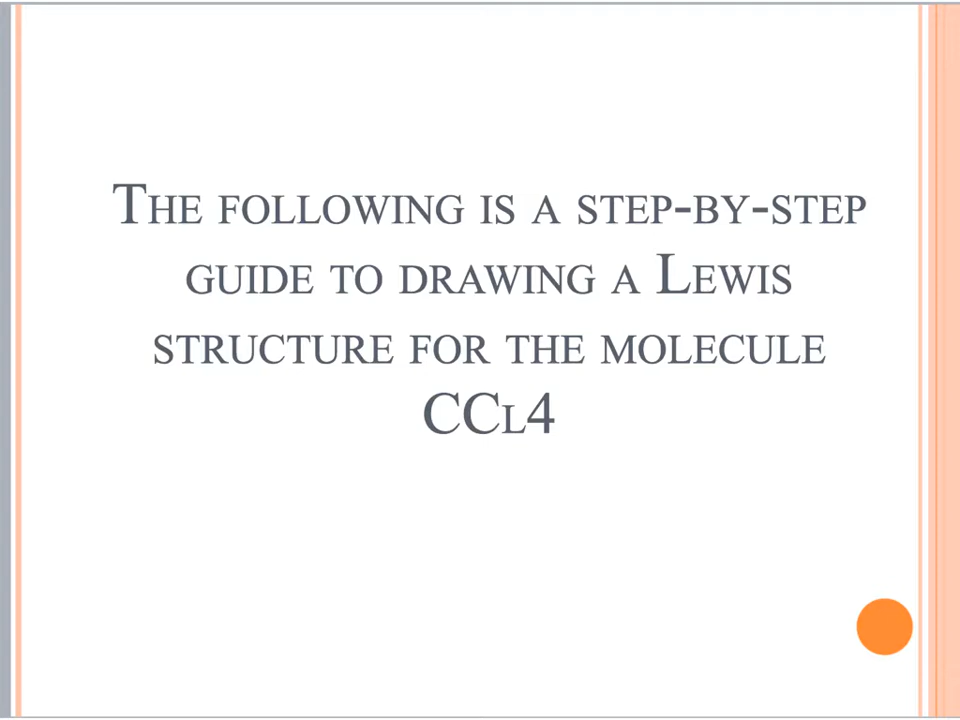 The following is a step-by-step
guide to drawing a Lewis
structure for the molecule
CCl4